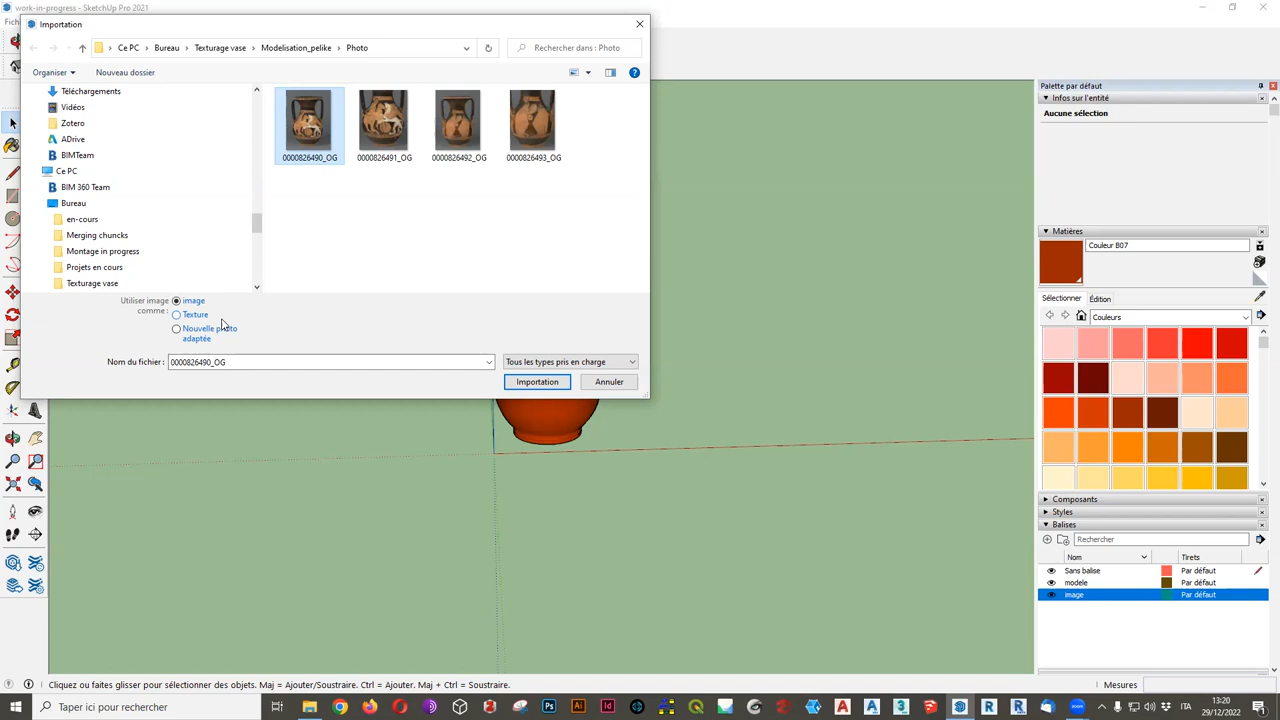 work-in-progress - SketchUp Pro 2021
Importation
Ce PC > Bureau > Texturage vase > Modelisation_pelike > Photo
Rechercher dans : Photo
Organiser
Nouveau dossier
Téléchargements
Vidéos
Zotero
ADrive
BIMTeam
Ce PC
BIM 360 Team
Bureau
en-cours
Merging chuncks
Montage in progress
Projets en cours
Texturage vase
0000826490_OG
0000826491_OG
0000826492_OG
0000826493_OG
Utiliser image comme :
image
Texture
Nouvelle photo adaptée
Nom du fichier :
0000826490_OG
Tous les types pris en charge
Importation
Annuler
Palette par défaut
Infos sur l'entité
Aucune sélection
Matières
Couleur B07
Sélectionner
Édition
Couleurs
Composants
Styles
Balises
Rechercher
Nom
Tirets
Sans balise
Par défaut
modele
Par défaut
image
Par défaut
Cliquez ou faites glisser pour sélectionner des objets. Maj = Ajouter/Soustraire. Ctrl = Ajouter. Maj + Ctrl = Soustraire.
Mesures
Taper ici pour rechercher
13:20
29/12/2022